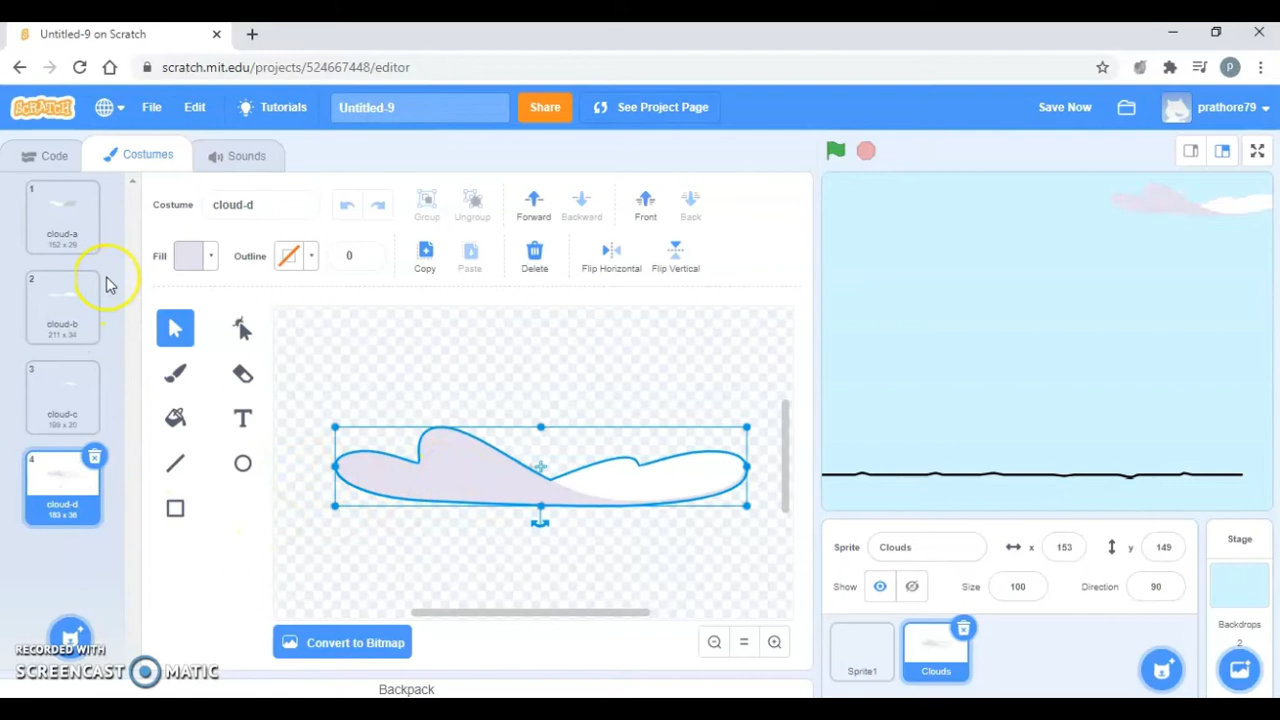 Untitled-9 on Scratch
scratch.mit.edu/projects/524667448/editor
P
SCRATCH
File
Edit
Tutorials
Untitled-9
Share
See Project Page
Save Now
prathore79
Code
Costumes
Sounds
1
cloud-a
152 x 29
2
cloud-b
211 x 34
3
cloud-c
4
cloud-d
183 x 36
Costume
cloud-d
Group
Ungroup
Forward
Backward
Front
Back
Fill
Outline
0
Copy
Paste
Delete
Flip Horizontal
Flip Vertical
T
Convert to Bitmap
Backpack
Sprite
Clouds
x
153
y
149
Show
Size
100
Direction
90
Sprite1
Clouds
Stage
Backdrops
2
RECORDED WITH
SCREENCAST MATIC